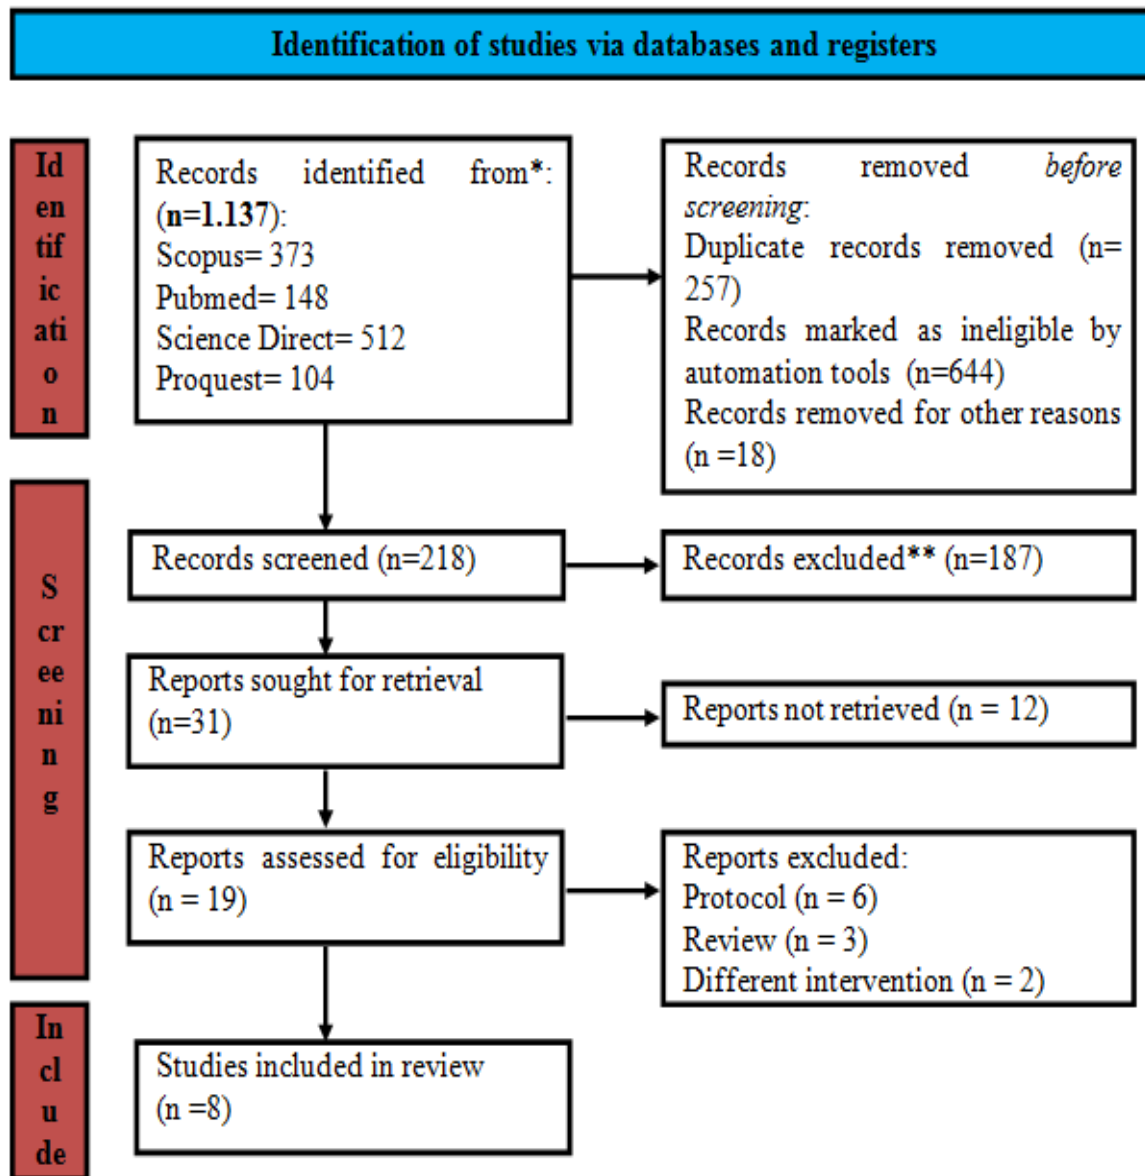 Identification of studies via databases and registers
Id
en
tif
ic
ati
o
n
Records identified from*:
(n=1.137):
Scopus= 373
Pubmed= 148
Science Direct= 512
Proquest= 104
Records removed before
screening:
Duplicate records removed (n=
257)
Records marked as ineligible by
automation tools (n=644)
Records removed for other reasons
(n =18)
S
cr
ee
ni
n
g
Records screened (n=218)
Records excluded** (n=187)
Reports sought for retrieval
(n=31)
Reports not retrieved (n = 12)
Reports assessed for eligibility
(n = 19)
Reports excluded:
Protocol (n = 6)
Review (n = 3)
Different intervention (n = 2)
In
cl
u
de
Studies included in review
(n =8)